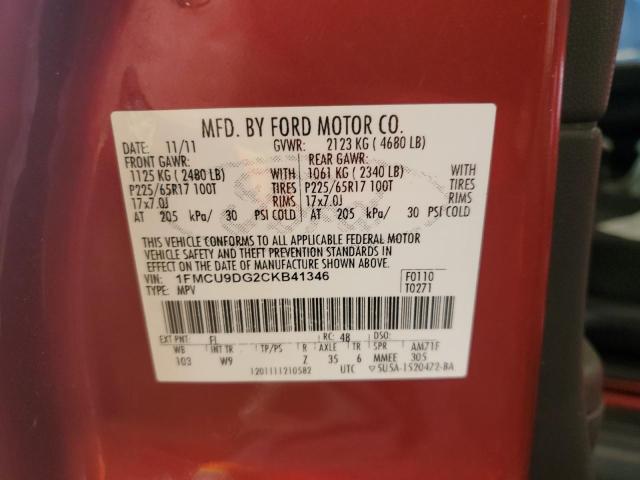 MFD. BY FORD MOTOR CO.
DATE: 11/11 GVWR: 2123 KG ( 4680 LB)
FRONT GAWR: REAR GAWR:
1125 KG ( 2480 LB) WITH 1061 KG ( 2340 LB) WITH
P225/65R17 100T TIRES P225/65R17 100T TIRES
17x7.0J RIMS 17x7.0J RIMS
AT 205 kPa/ 30 PSI COLD AT 205 kPa/ 30 PSI COLD
THIS VEHICLE CONFORMS TO ALL APPLICABLE FEDERAL MOTOR
VEHICLE SAFETY AND THEFT PREVENTION STANDARDS IN
EFFECT ON THE DATE OF MANUFACTURE SHOWN ABOVE.
VIN: 1FMCU9DG2CKB41346 F0110
TYPE: MPV T0271
EXT PNT: FI RC: 48 DSO:
WB INT TR TP/PS R AXLE TR SPR AM71F
103 W9 Z 35 6 MMEE 305
1201111210582 UTC SU5A-1520472-BA